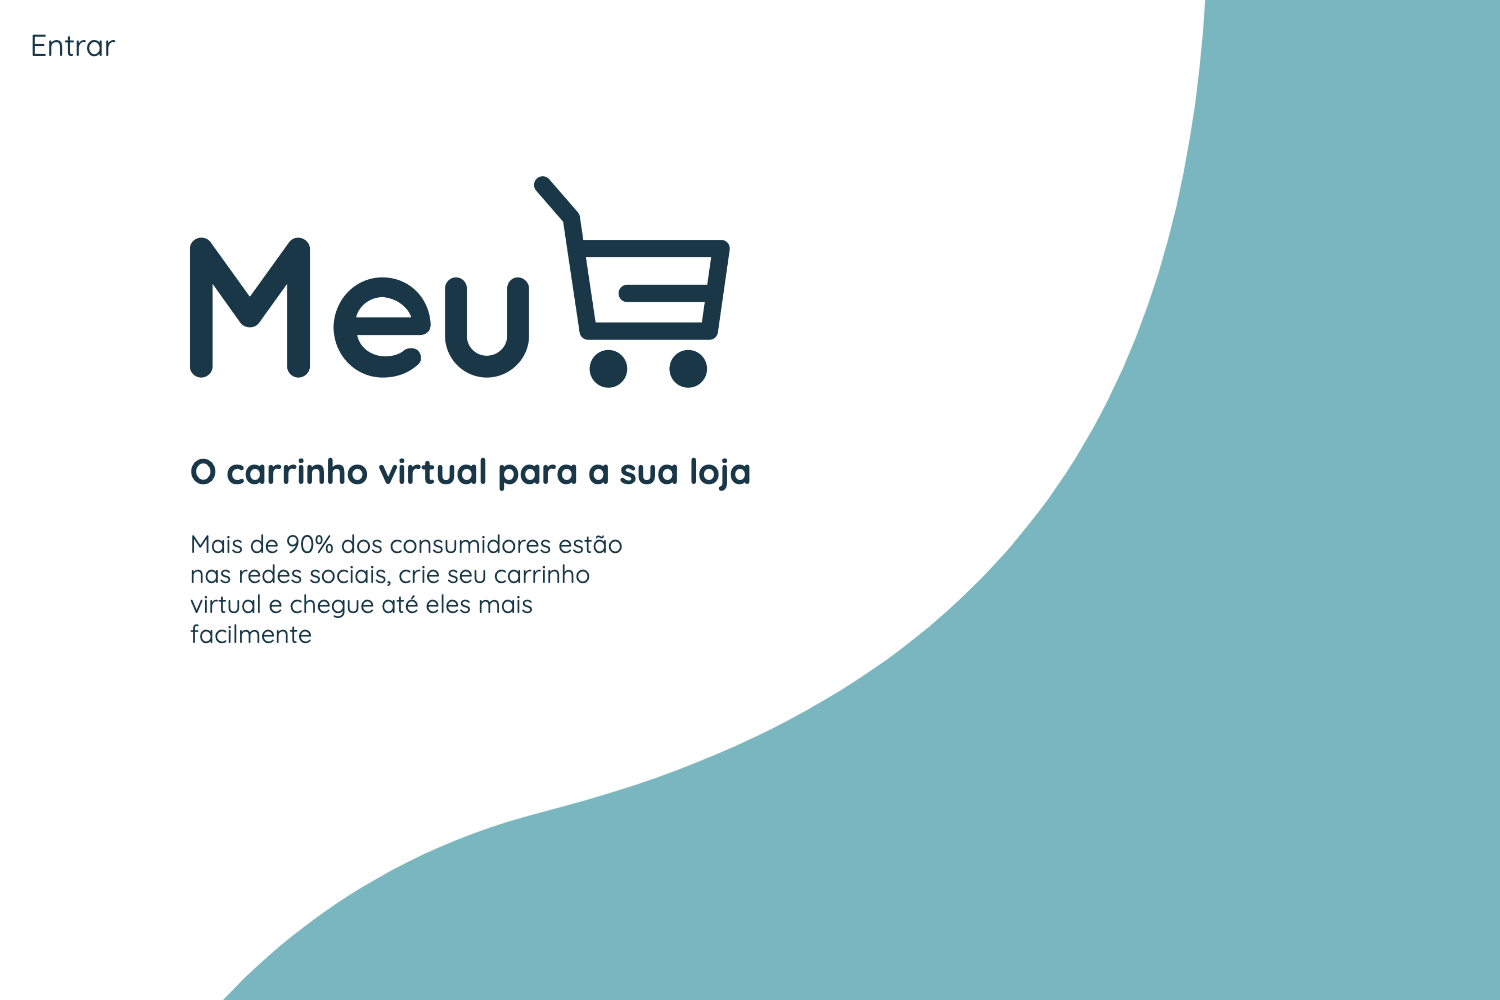 Entrar
Meu
O carrinho virtual para a sua loja
Mais de 90% dos consumidores estão
nas redes sociais, crie seu carrinho
virtual e chegue até eles mais
facilmente